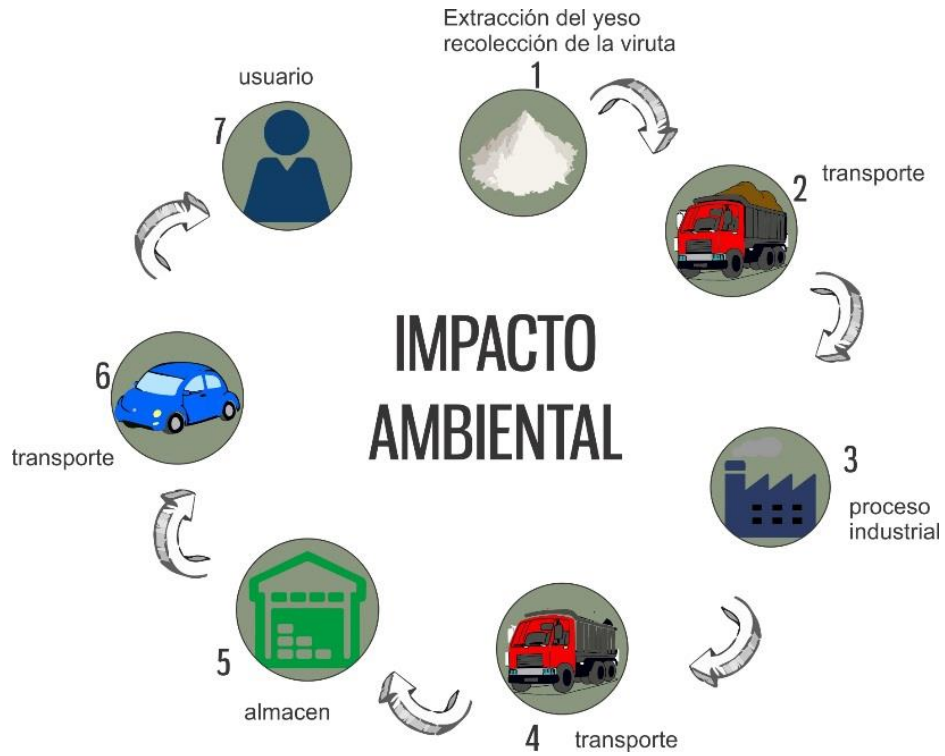 Extracción del yeso
recolección de la viruta
1
2
transporte
3
proceso
industrial
4
transporte
5
almacen
6
transporte
7
usuario
IMPACTO
AMBIENTAL